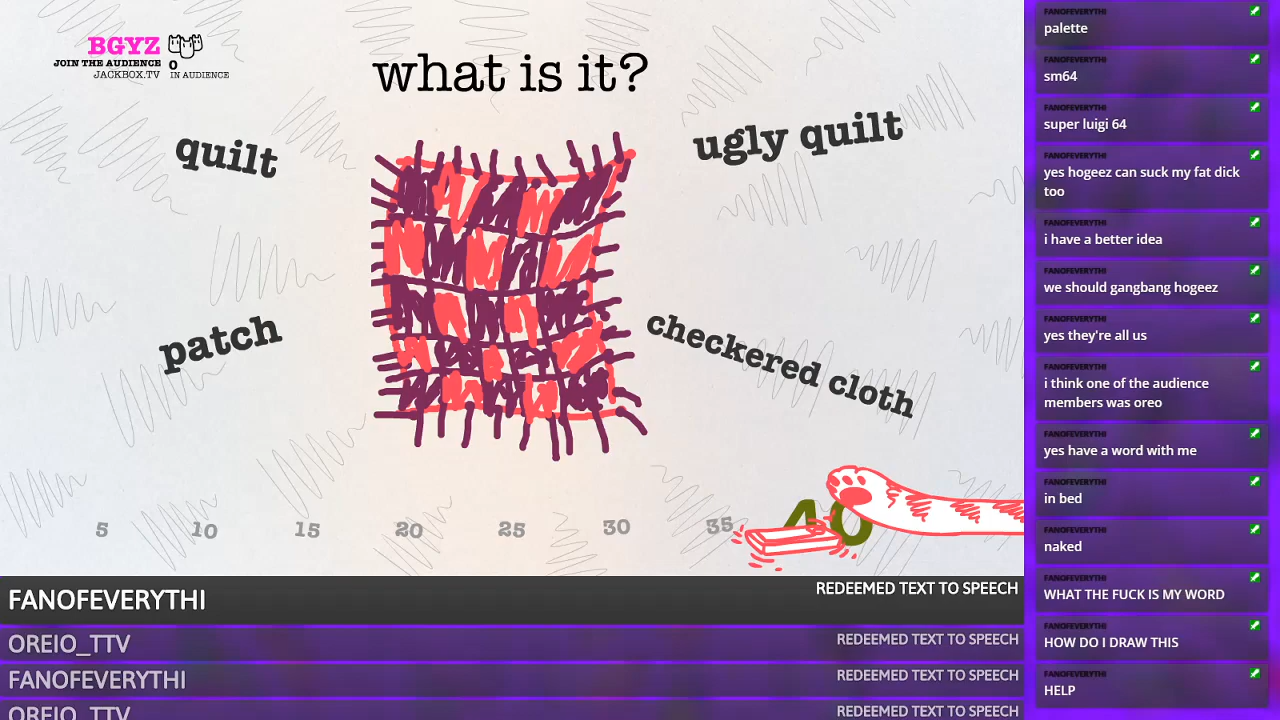 BGYZ
JOIN THE AUDIENCE
JACKBOX.TV
0
IN AUDIENCE
what is it?
quilt
ugly quilt
patch
checkered cloth
5 10 15 20 25 30 35 40
FANOFEVERYTHI
REDEEMED TEXT TO SPEECH
OREIO_TTV
REDEEMED TEXT TO SPEECH
FANOFEVERYTHI
REDEEMED TEXT TO SPEECH
OREIO_TTV
REDEEMED TEXT TO SPEECH
FANOFEVERYTHI
palette
FANOFEVERYTHI
sm64
FANOFEVERYTHI
super luigi 64
FANOFEVERYTHI
yes hogeez can suck my fat dick
too
FANOFEVERYTHI
i have a better idea
FANOFEVERYTHI
we should gangbang hogeez
FANOFEVERYTHI
yes they're all us
FANOFEVERYTHI
i think one of the audience
members was oreo
FANOFEVERYTHI
yes have a word with me
FANOFEVERYTHI
in bed
FANOFEVERYTHI
naked
FANOFEVERYTHI
WHAT THE FUCK IS MY WORD
FANOFEVERYTHI
HOW DO I DRAW THIS
FANOFEVERYTHI
HELP